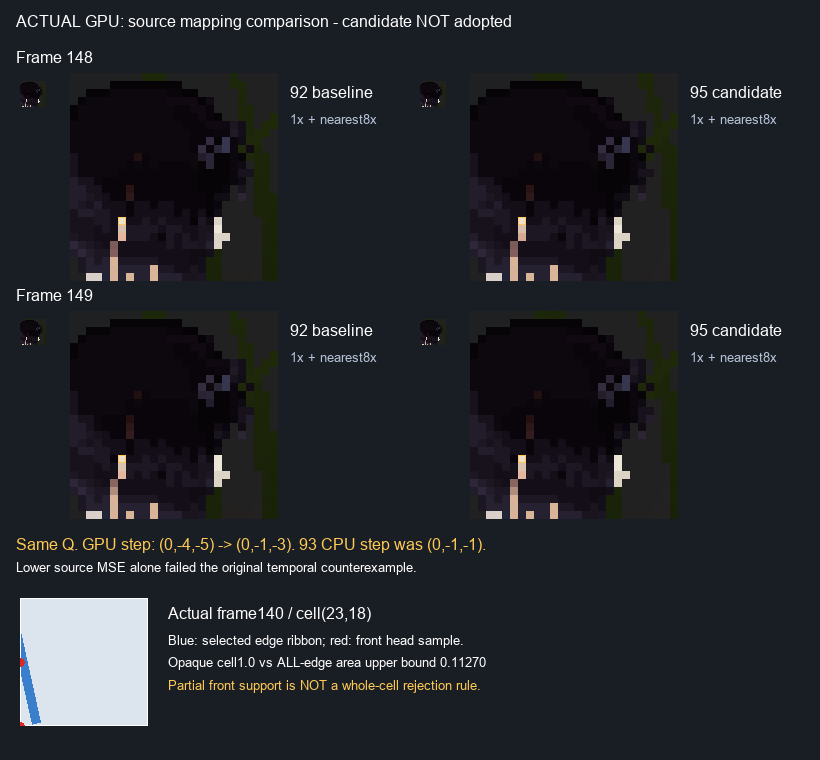 ACTUAL GPU: source mapping comparison - candidate NOT adopted
Frame 148
92 baseline
95 candidate
1x + nearest8x
1x + nearest8x
Frame 149
92 baseline
95 candidate
1x + nearest8x
1x + nearest8x
Same Q. GPU step: (0,-4,-5) -> (0,-1,-3). 93 CPU step was (0,-1,-1).
Lower source MSE alone failed the original temporal counterexample.
Actual frame140 / cell(23,18)
Blue: selected edge ribbon; red: front head sample.
Opaque cell1.0 vs ALL-edge area upper bound 0.11270
Partial front support is NOT a whole-cell rejection rule.